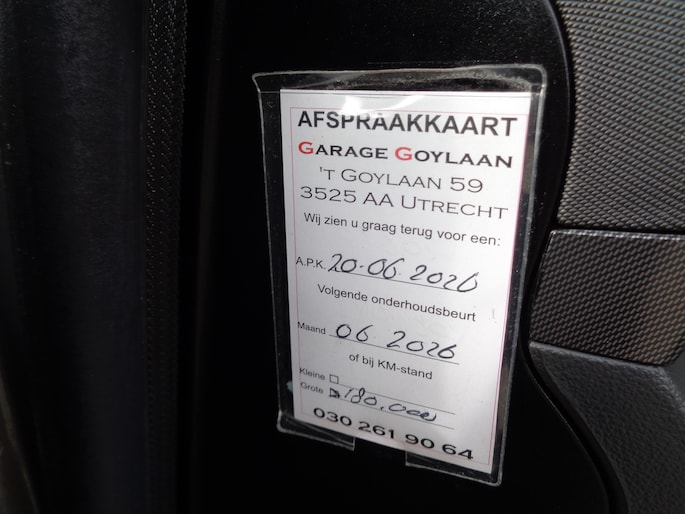 AFSPRAAKKAART
GARAGE GOYLAAN
'T GOYLAAN 59
3525 AA UTRECHT
Wij zien u graag terug voor een:
A.P.K. 20-06-2026
Volgende onderhoudsbeurt
Maand 06 2026
of bij KM-stand
Kleine
Grote 180.000
030 261 90 64